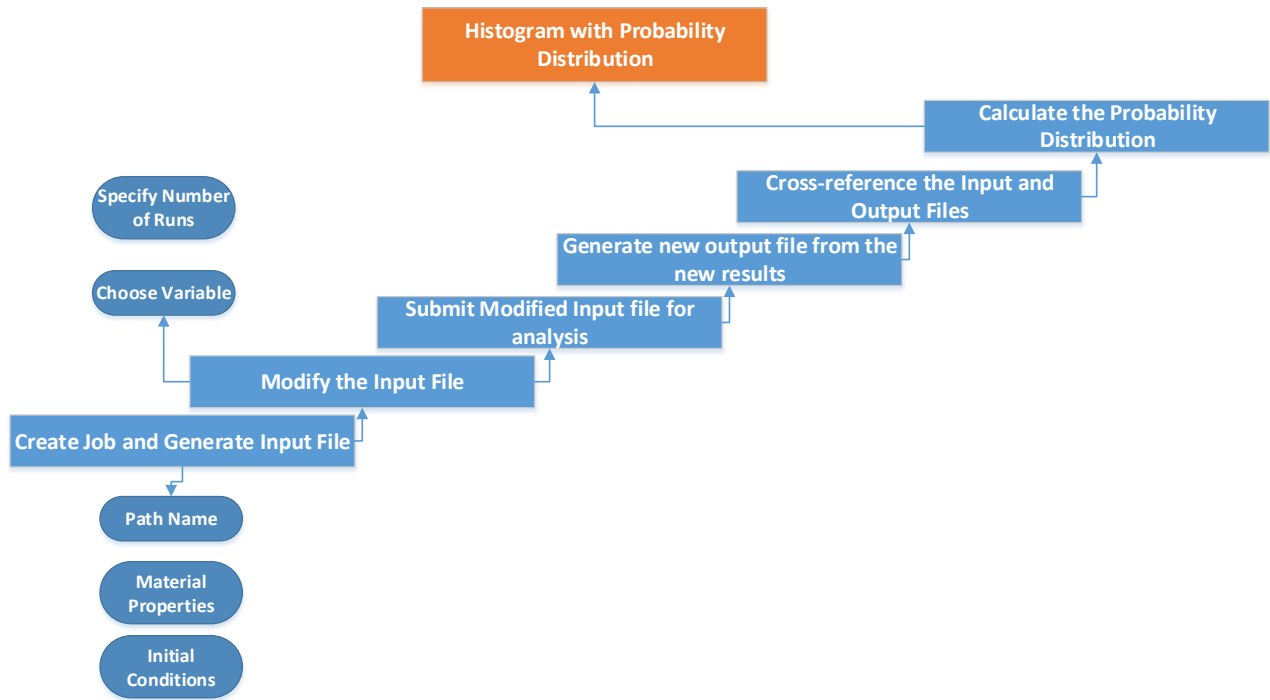 Histogram with Probability
Distribution
Calculate the Probability
Distribution
Cross-reference the Input and
Output Files
Specify Number
of Runs
Generate new output file from the
new results
Choose Variable
Submit Modified Input file for
analysis
Modify the Input File
Create Job and Generate Input File
Path Name
Material
Properties
Initial
Conditions